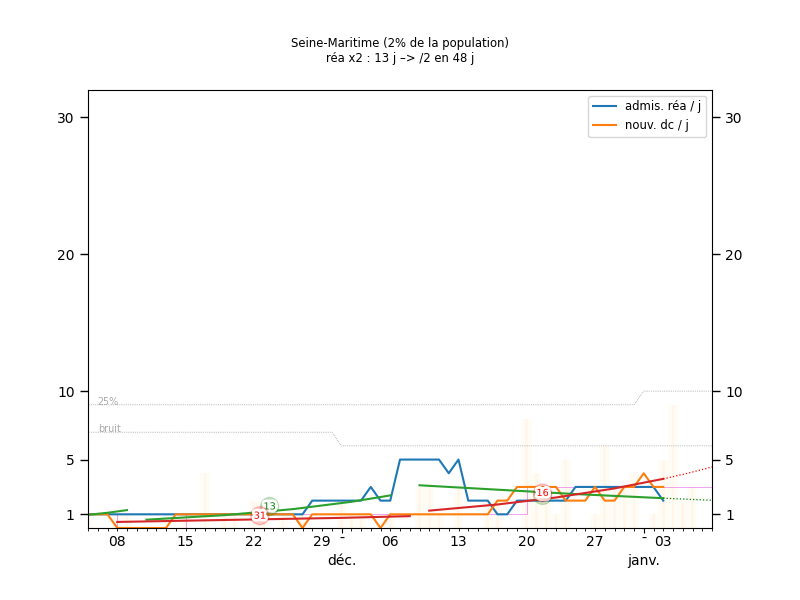 Seine-Maritime (2% de la population)
réa x2 : 13 j –> /2 en 48 j
admis. réa / j
nouv. dc / j
30 30
20 20
10 10
25%
bruit
5 5
13
16
31
1 1
08 15 22 29 - 06 13 20 27 - 03
déc. janv.